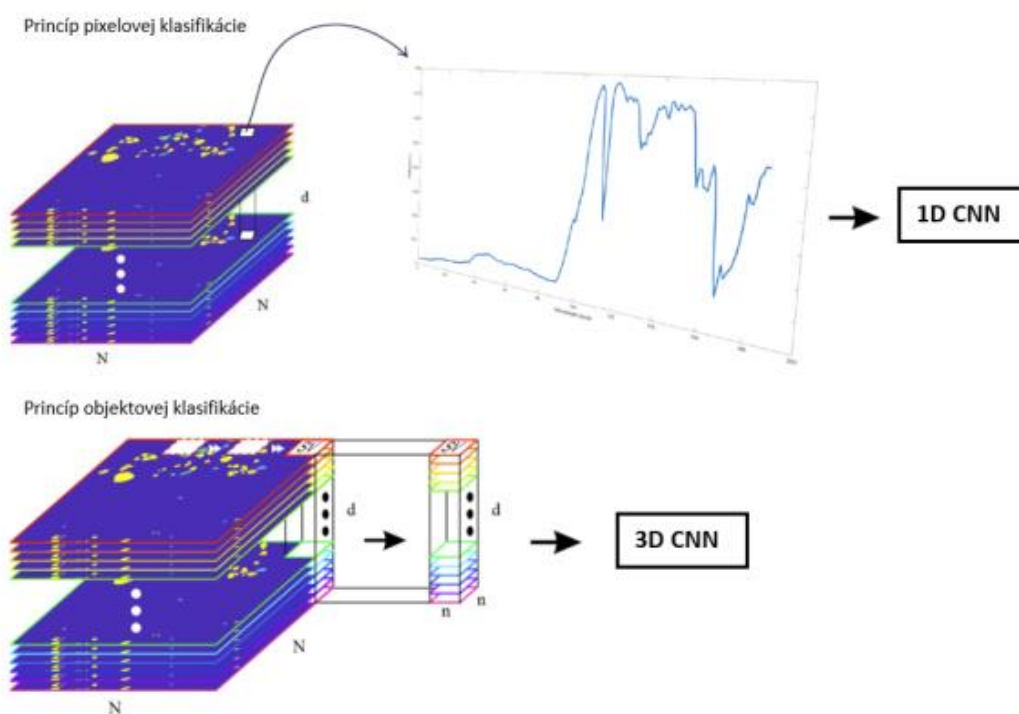 Princíp pixelovej klasifikácie
d
N
N
1D CNN
Princíp objektovej klasifikácie
d
d
n
n
N
N
3D CNN